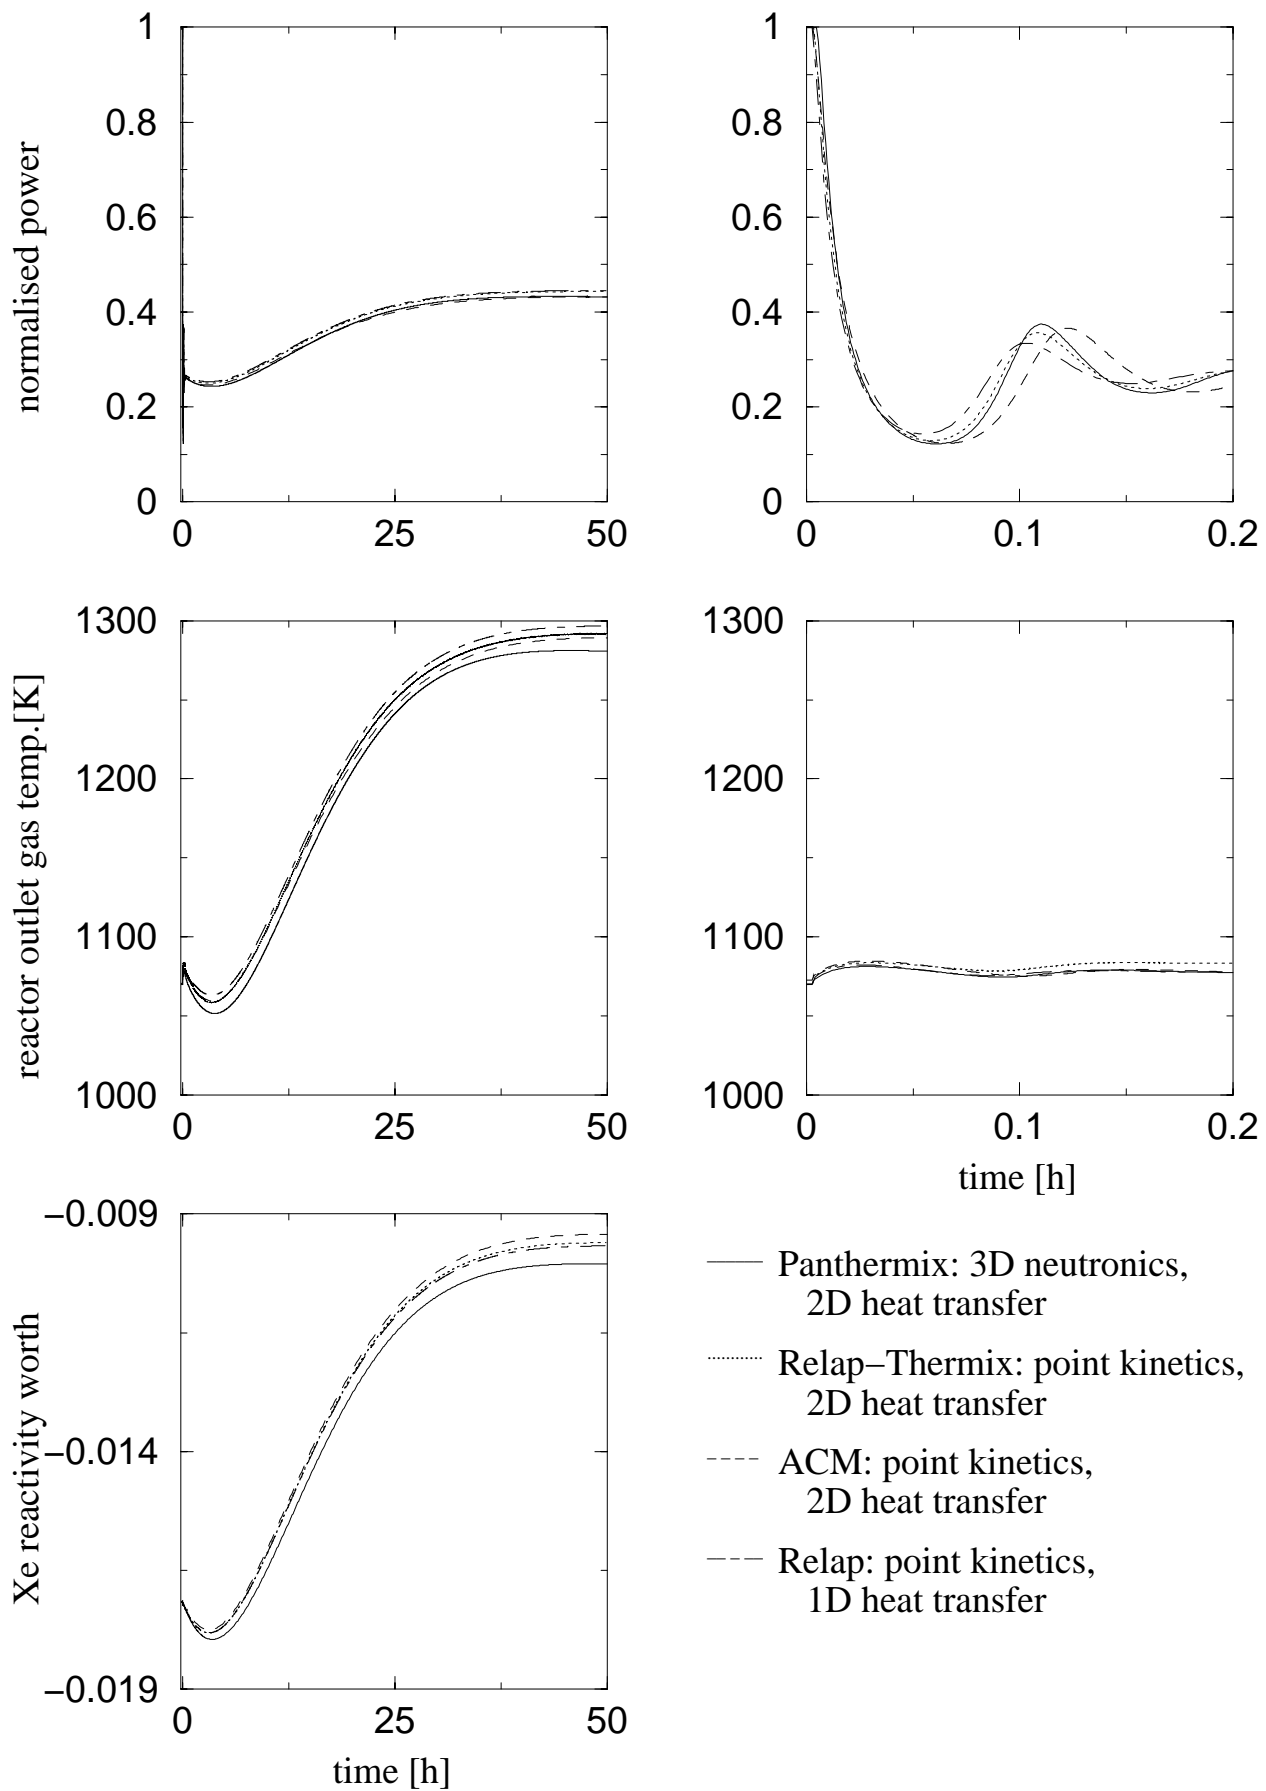 normalised power
1
0.8
0.6
0.4
0.2
0
0 25 50
1
0.8
0.6
0.4
0.2
0
0 0.1 0.2
reactor outlet gas temp.[K]
1300
1200
1100
1000
0 25 50
1300
1200
1100
1000
0 0.1 0.2
time [h]
Xe reactivity worth
−0.009
−0.014
−0.019
0 25 50
time [h]
Panthermix: 3D neutronics,
2D heat transfer
Relap−Thermix: point kinetics,
2D heat transfer
ACM: point kinetics,
2D heat transfer
Relap: point kinetics,
1D heat transfer